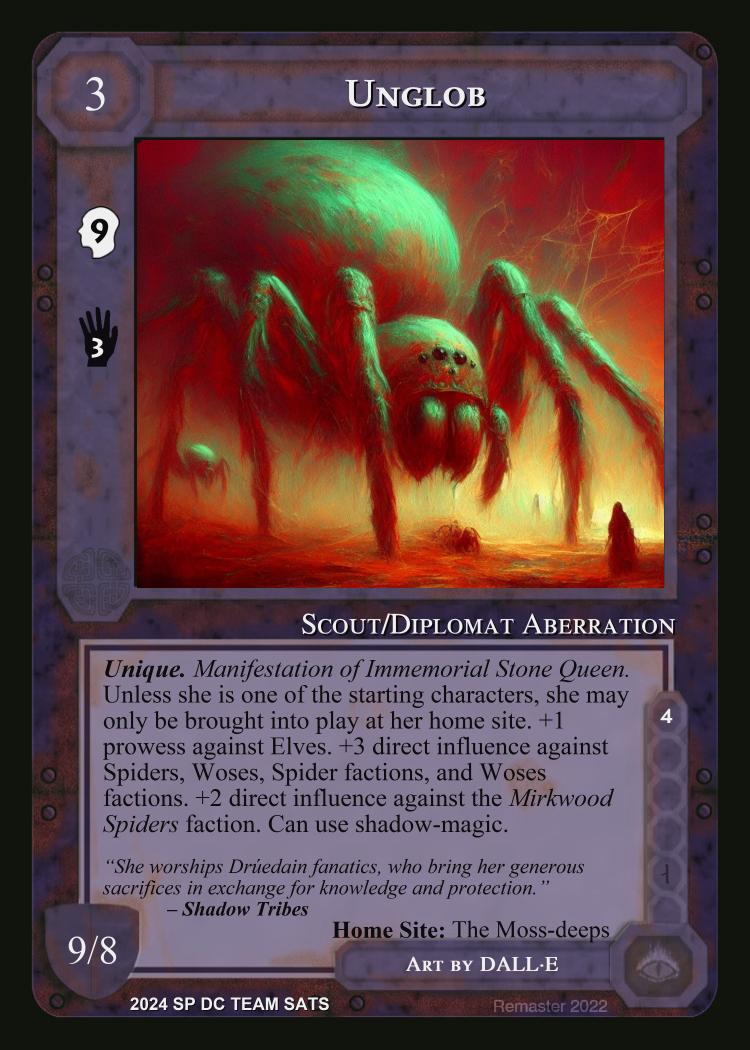 3
Unglob
9
3
Scout/Diplomat Aberration
Unique. Manifestation of Immemorial Stone Queen.
Unless she is one of the starting characters, she may
only be brought into play at her home site. +1
prowess against Elves. +3 direct influence against
Spiders, Woses, Spider factions, and Woses
factions. +2 direct influence against the Mirkwood
Spiders faction. Can use shadow-magic.
4
“She worships Drúedain fanatics, who bring her generous
sacrifices in exchange for knowledge and protection.”
– Shadow Tribes
Home Site: The Moss-deeps
9/8
Art by DALL·E
2024 SP DC TEAM SATS
Remaster 2022